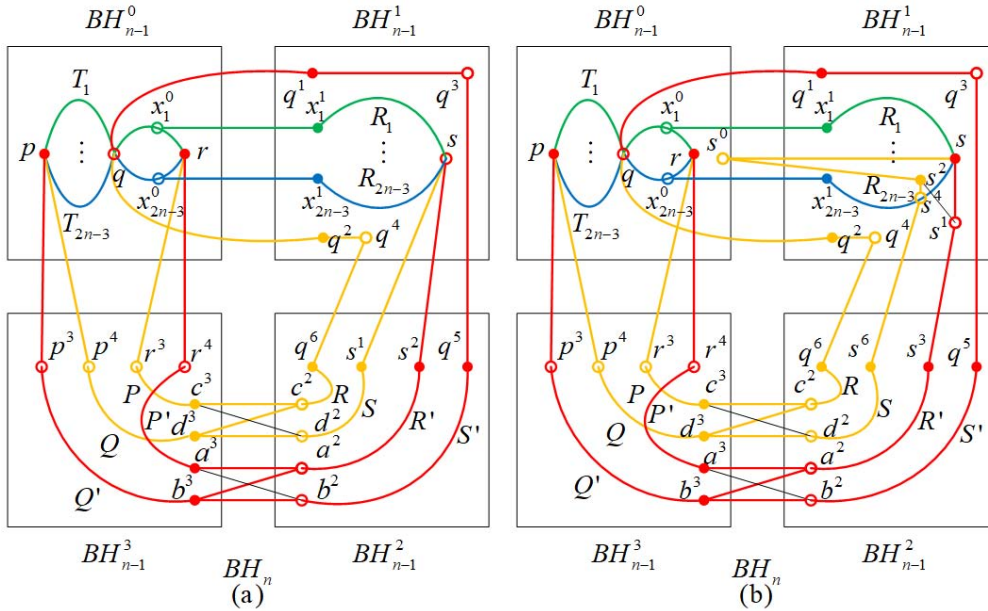 BH^0_{n-1} BH^1_{n-1} BH^0_{n-1} BH^1_{n-1}
T_1 x^0_1 q^1 x^1_1 R_1 q^3 T_1 x^0_1 s^0 q^1 x^1_1 R_1 q^3
p ⋮ q r ⋮ s p ⋮ q r ⋮ s
T_{2n-3} x^0_{2n-3} x^1_{2n-3} R_{2n-3} T_{2n-3} x^0_{2n-3} x^1_{2n-3} R_{2n-3} s^2 s^4
q^2 q^4 q^2 q^4 s^1
p^3 p^4 r^3 r^4 q^6 s^1 s^2 q^5 p^3 p^4 r^3 r^4 q^6 s^6 s^3 q^5
P c^3 c^2 R P c^3 c^2 R
Q P' d^3 d^2 S R' Q P' d^3 d^2 S R'
a^3 a^2 S' a^3 a^2 S'
Q' b^3 b^2 Q' b^3 b^2
BH^3_{n-1} BH^2_{n-1} BH^3_{n-1} BH^2_{n-1}
BH_n BH_n
(a) (b)